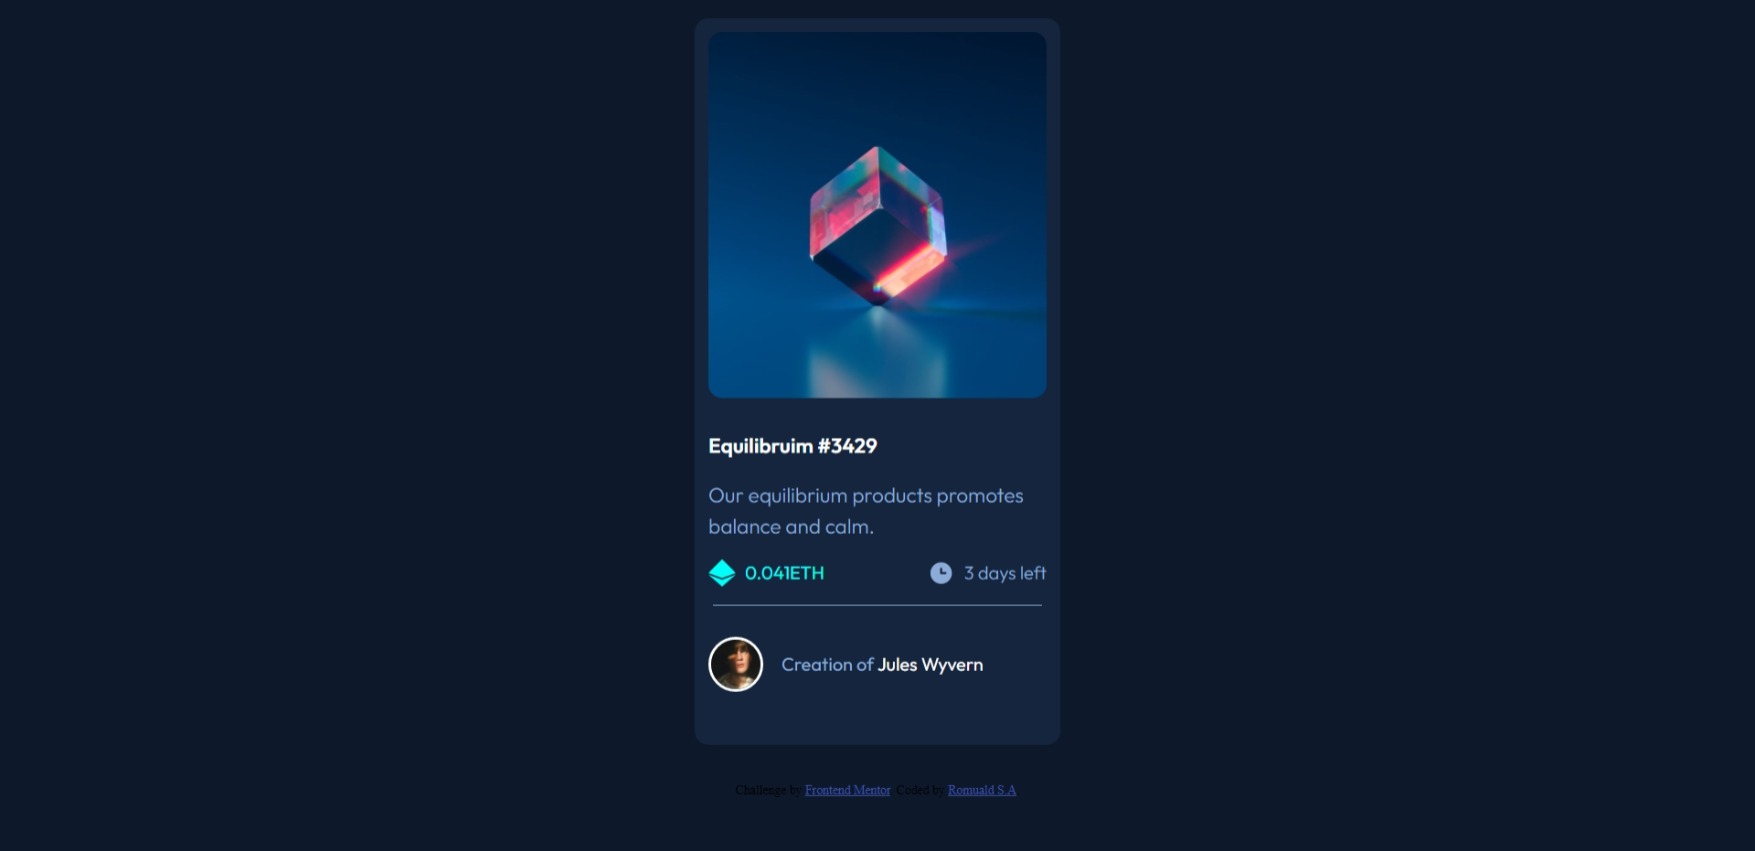 Equilibruim #3429
Our equilibrium products promotes
balance and calm.
0.041ETH 3 days left
Creation of Jules Wyvern
Challenge by Frontend Mentor. Coded by Romuald S.A